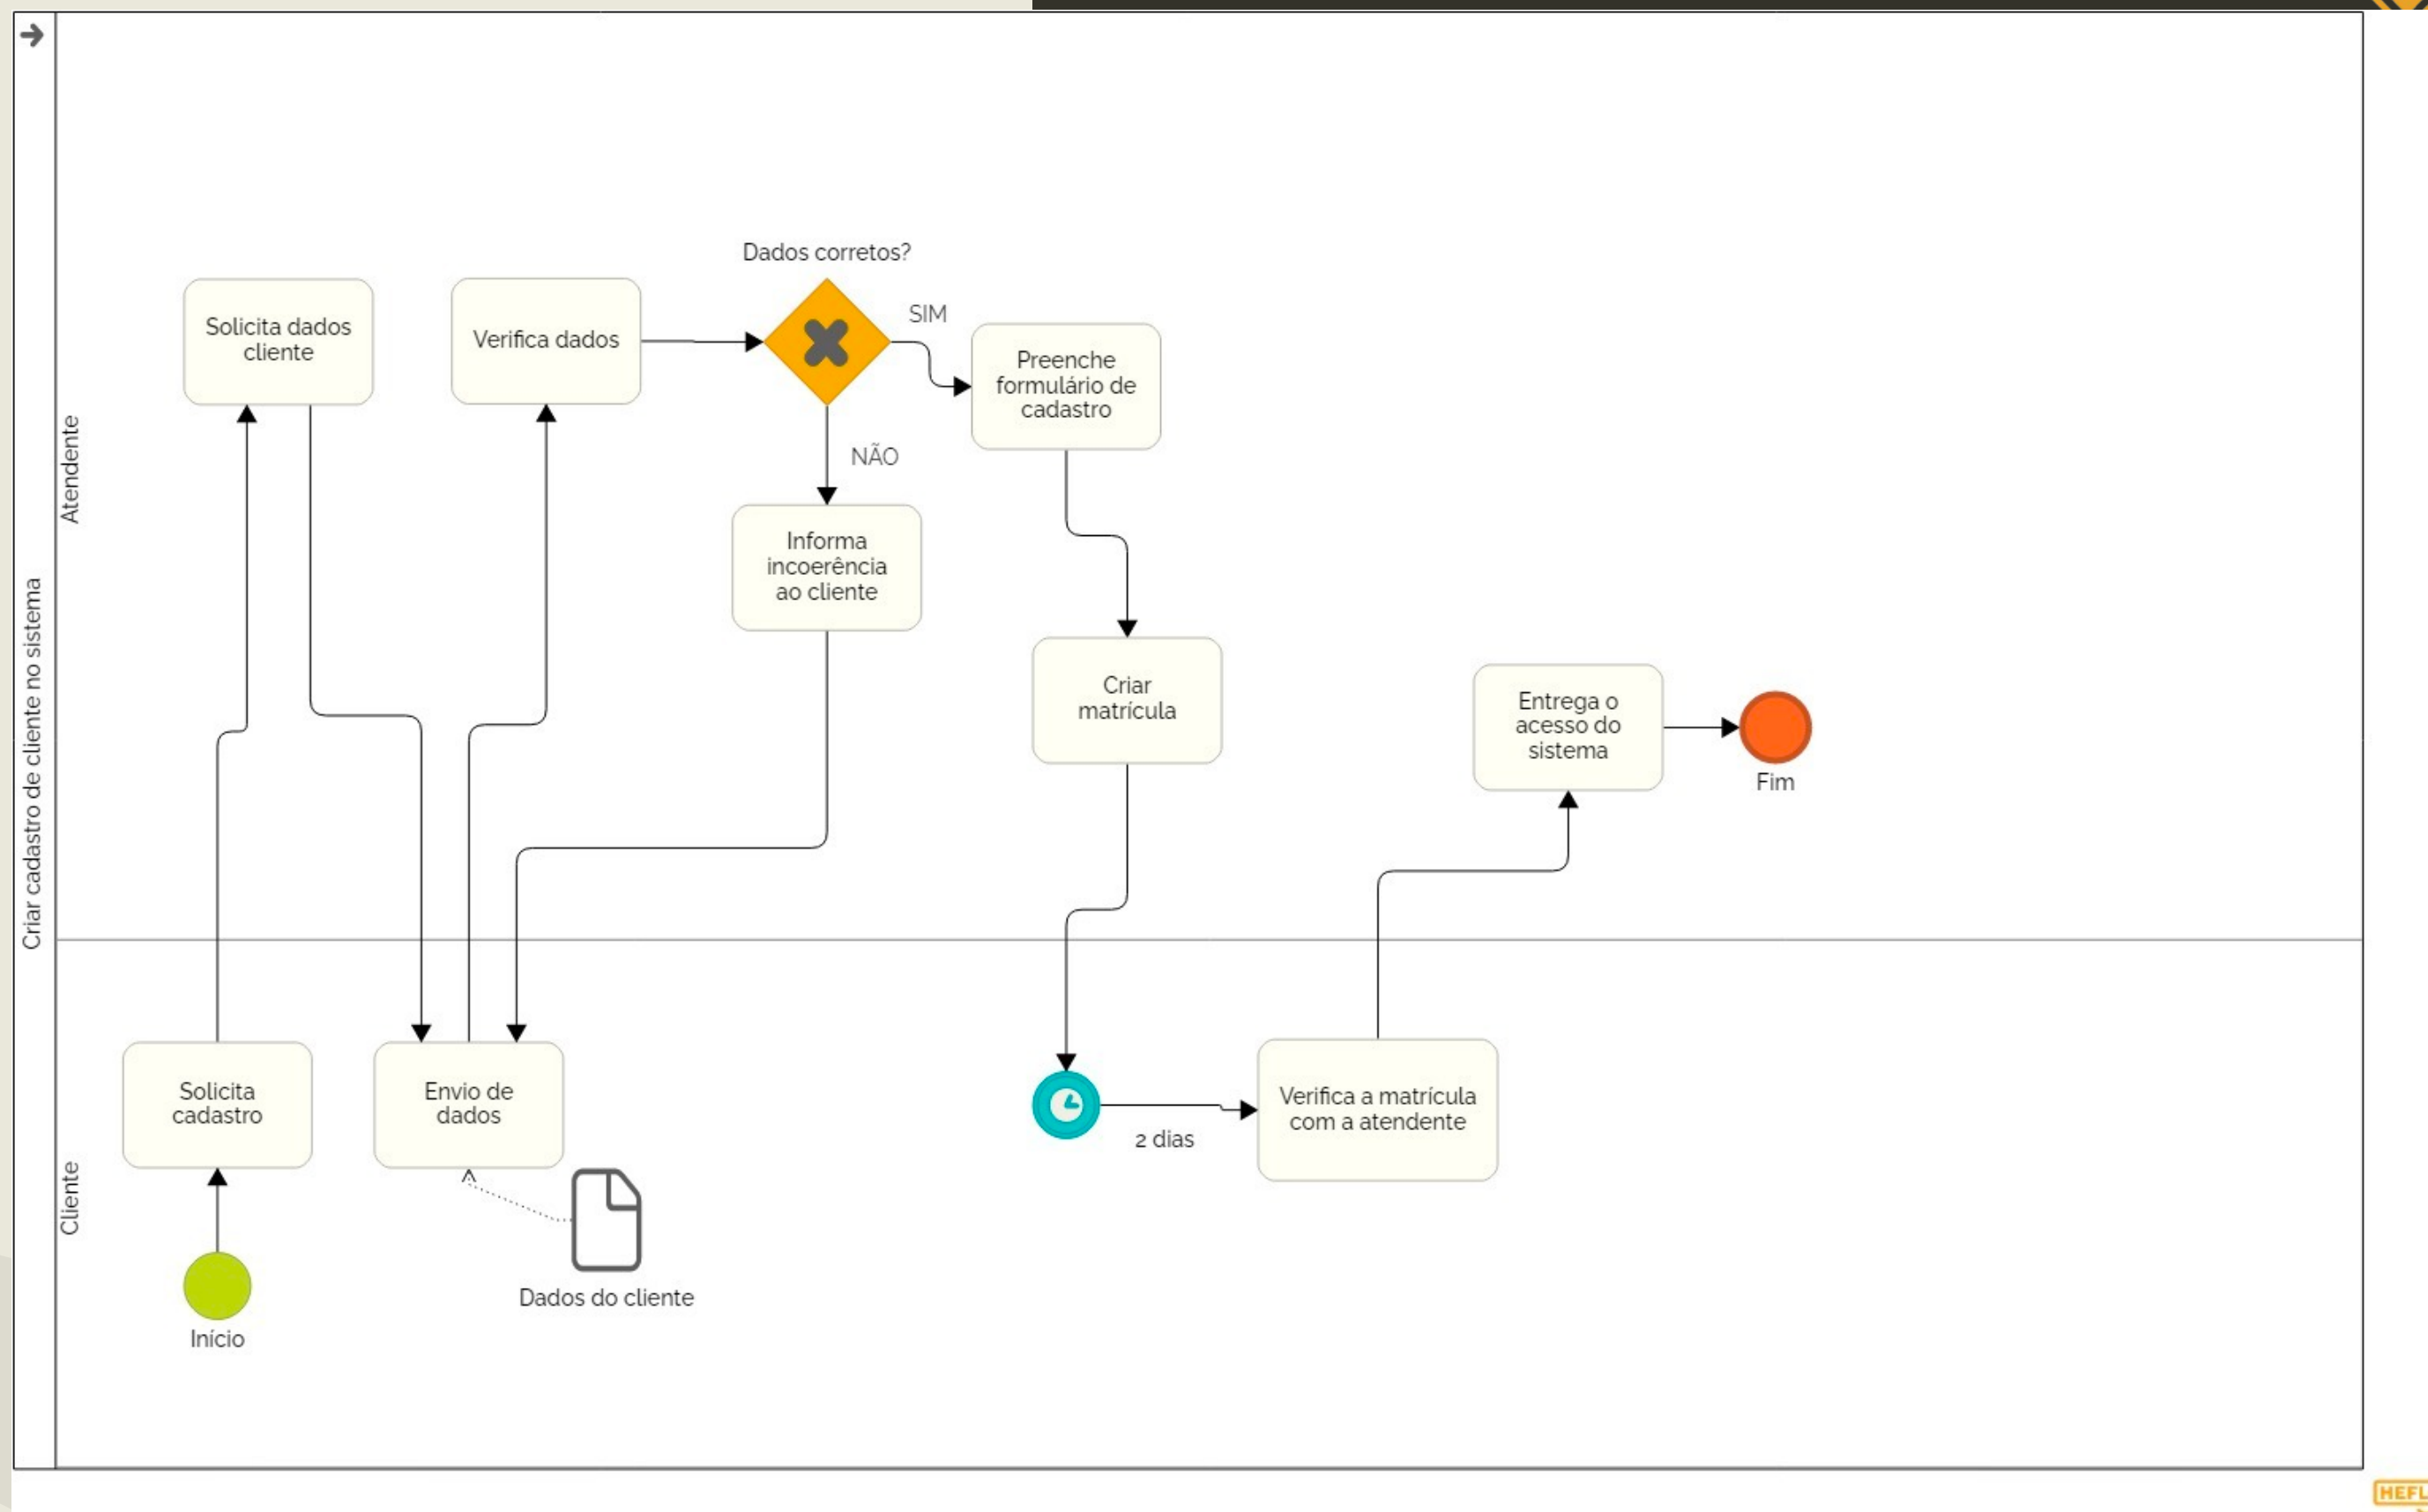 Criar cadastro de cliente no sistema
Atendente
Dados corretos?
Solicita dados
cliente
Verifica dados
SIM
Preenche
formulário de
cadastro
NÃO
Informa
incoerência
ao cliente
Criar
matrícula
Entrega o
acesso do
sistema
Fim
Cliente
Solicita
cadastro
Envio de
dados
Verifica a matrícula
com a atendente
2 dias
Dados do cliente
Início